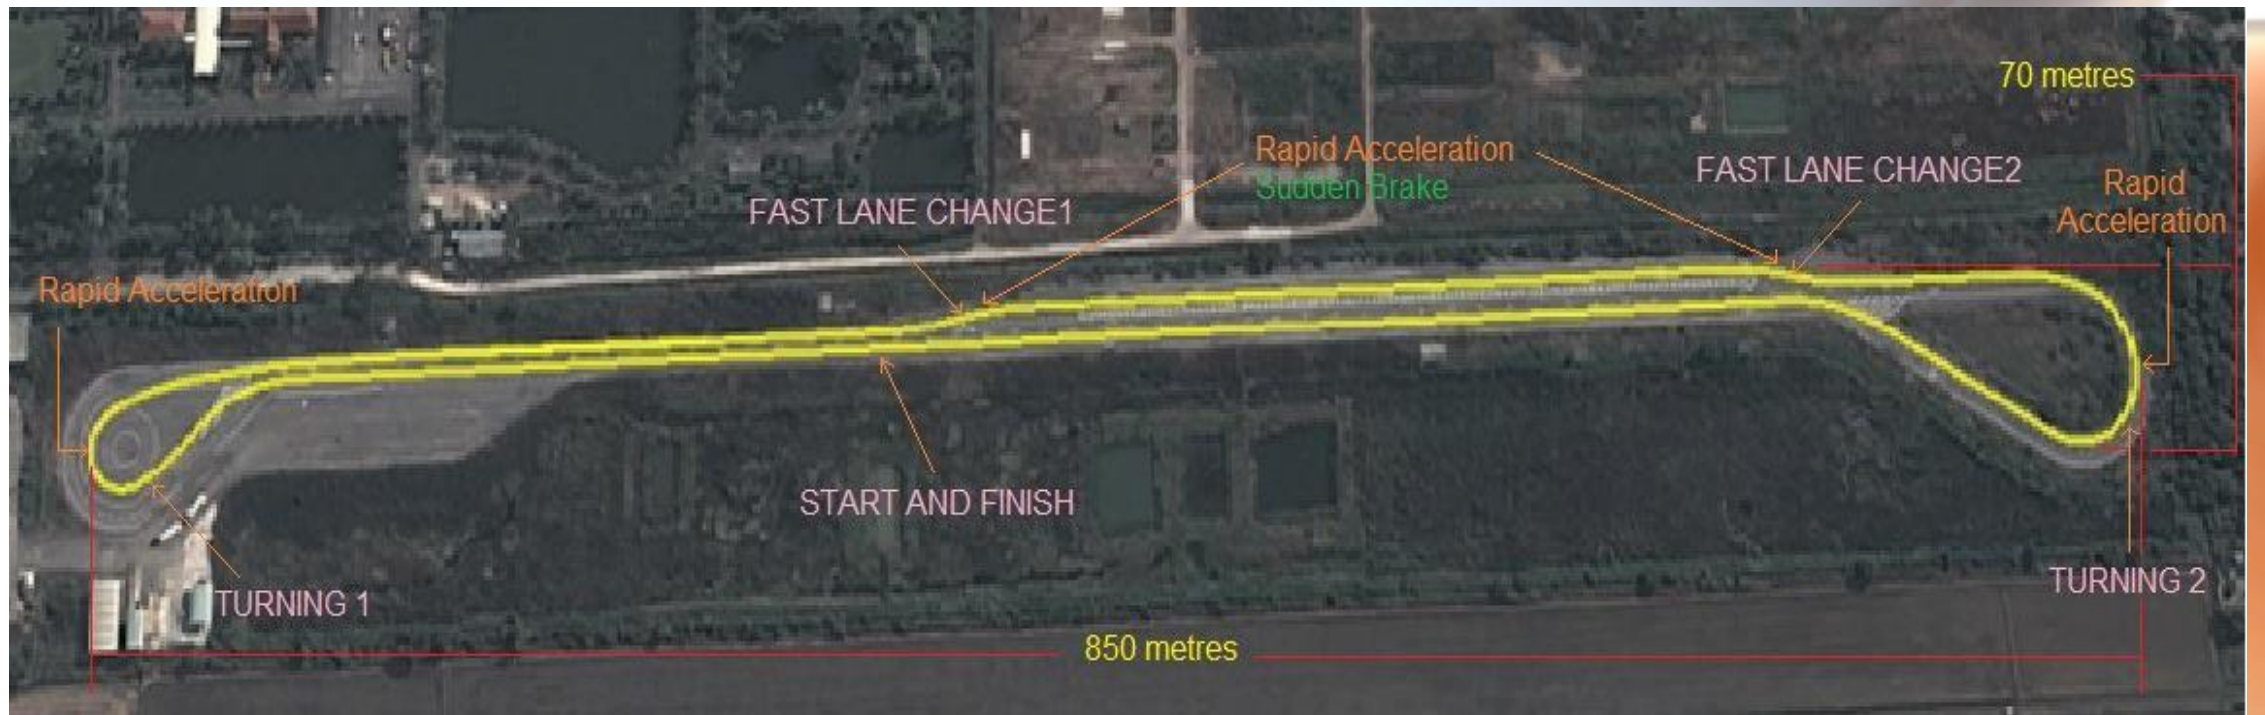 70 metres
Rapid Acceleration
Sudden Brake
FAST LANE CHANGE2
Rapid
Acceleration
FAST LANE CHANGE1
Rapid Acceleration
START AND FINISH
TURNING 2
TURNING 1
850 metres